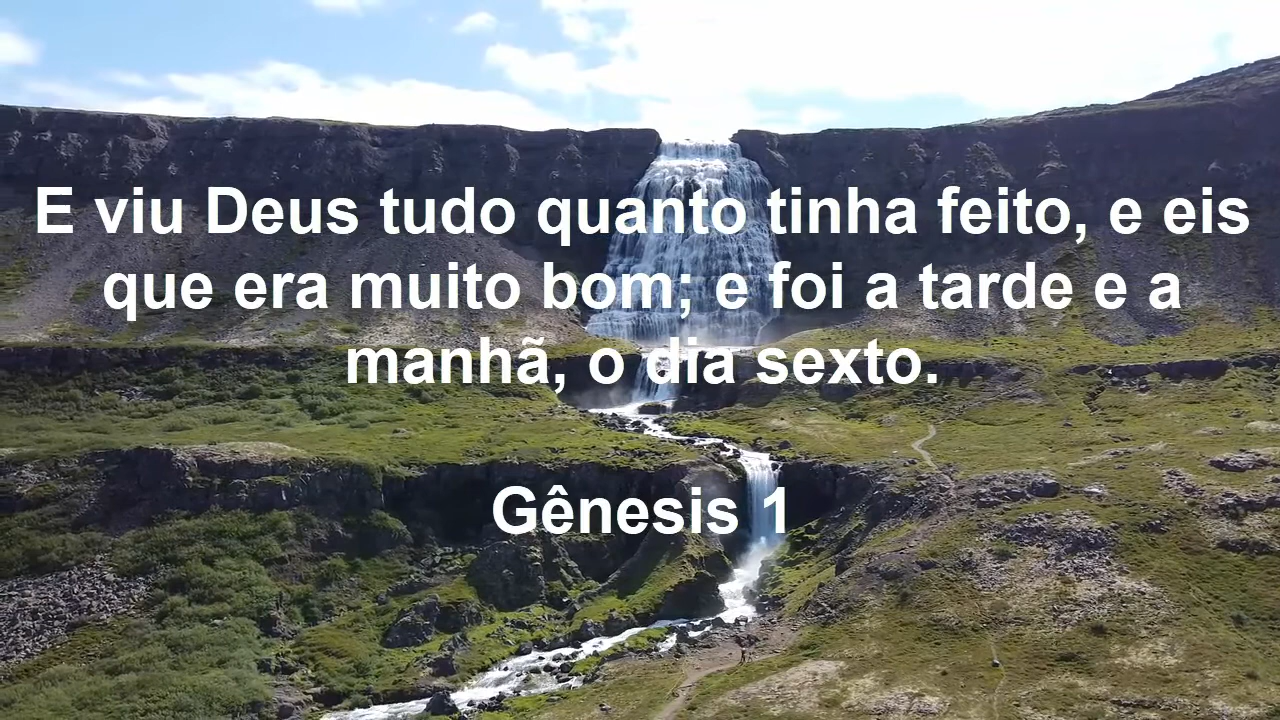 E viu Deus tudo quanto tinha feito, e eis
que era muito bom; e foi a tarde e a
manhã, o dia sexto.
Gênesis 1